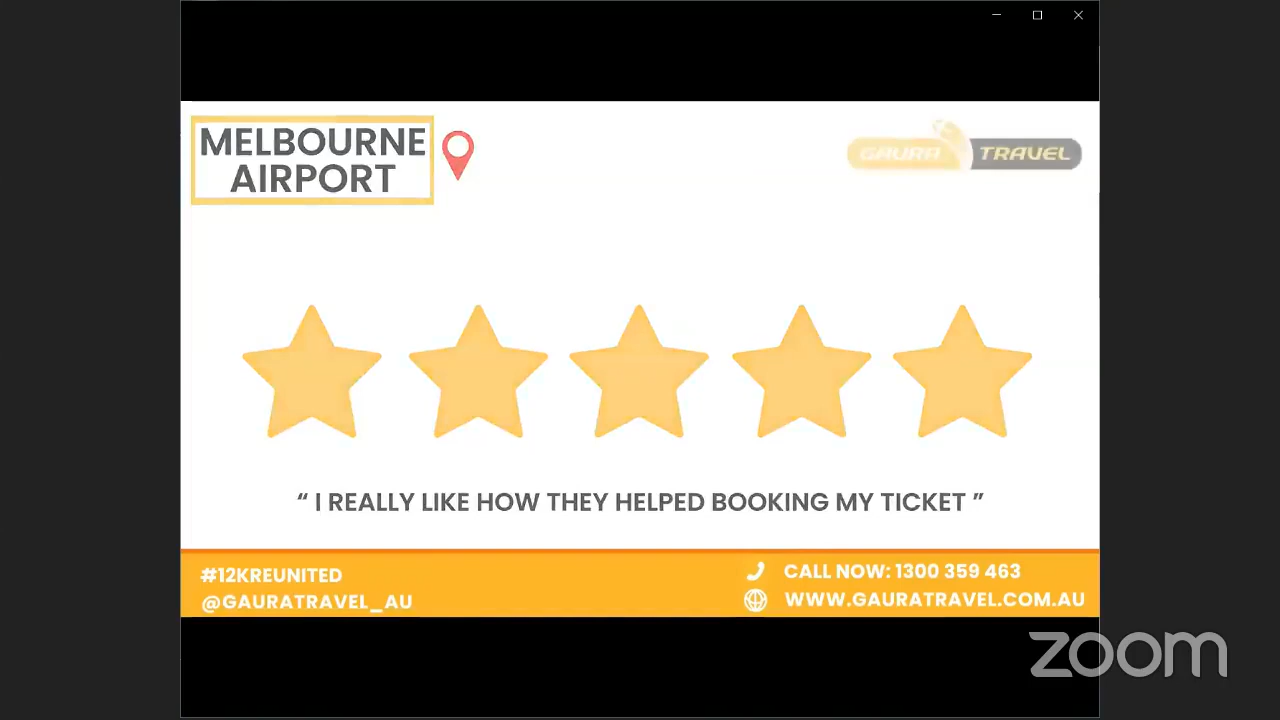 MELBOURNE
AIRPORT
GAURA TRAVEL
“ I REALLY LIKE HOW THEY HELPED BOOKING MY TICKET ”
#12KREUNITED
@GAURATRAVEL_AU
CALL NOW: 1300 359 463
WWW.GAURATRAVEL.COM.AU
zoom